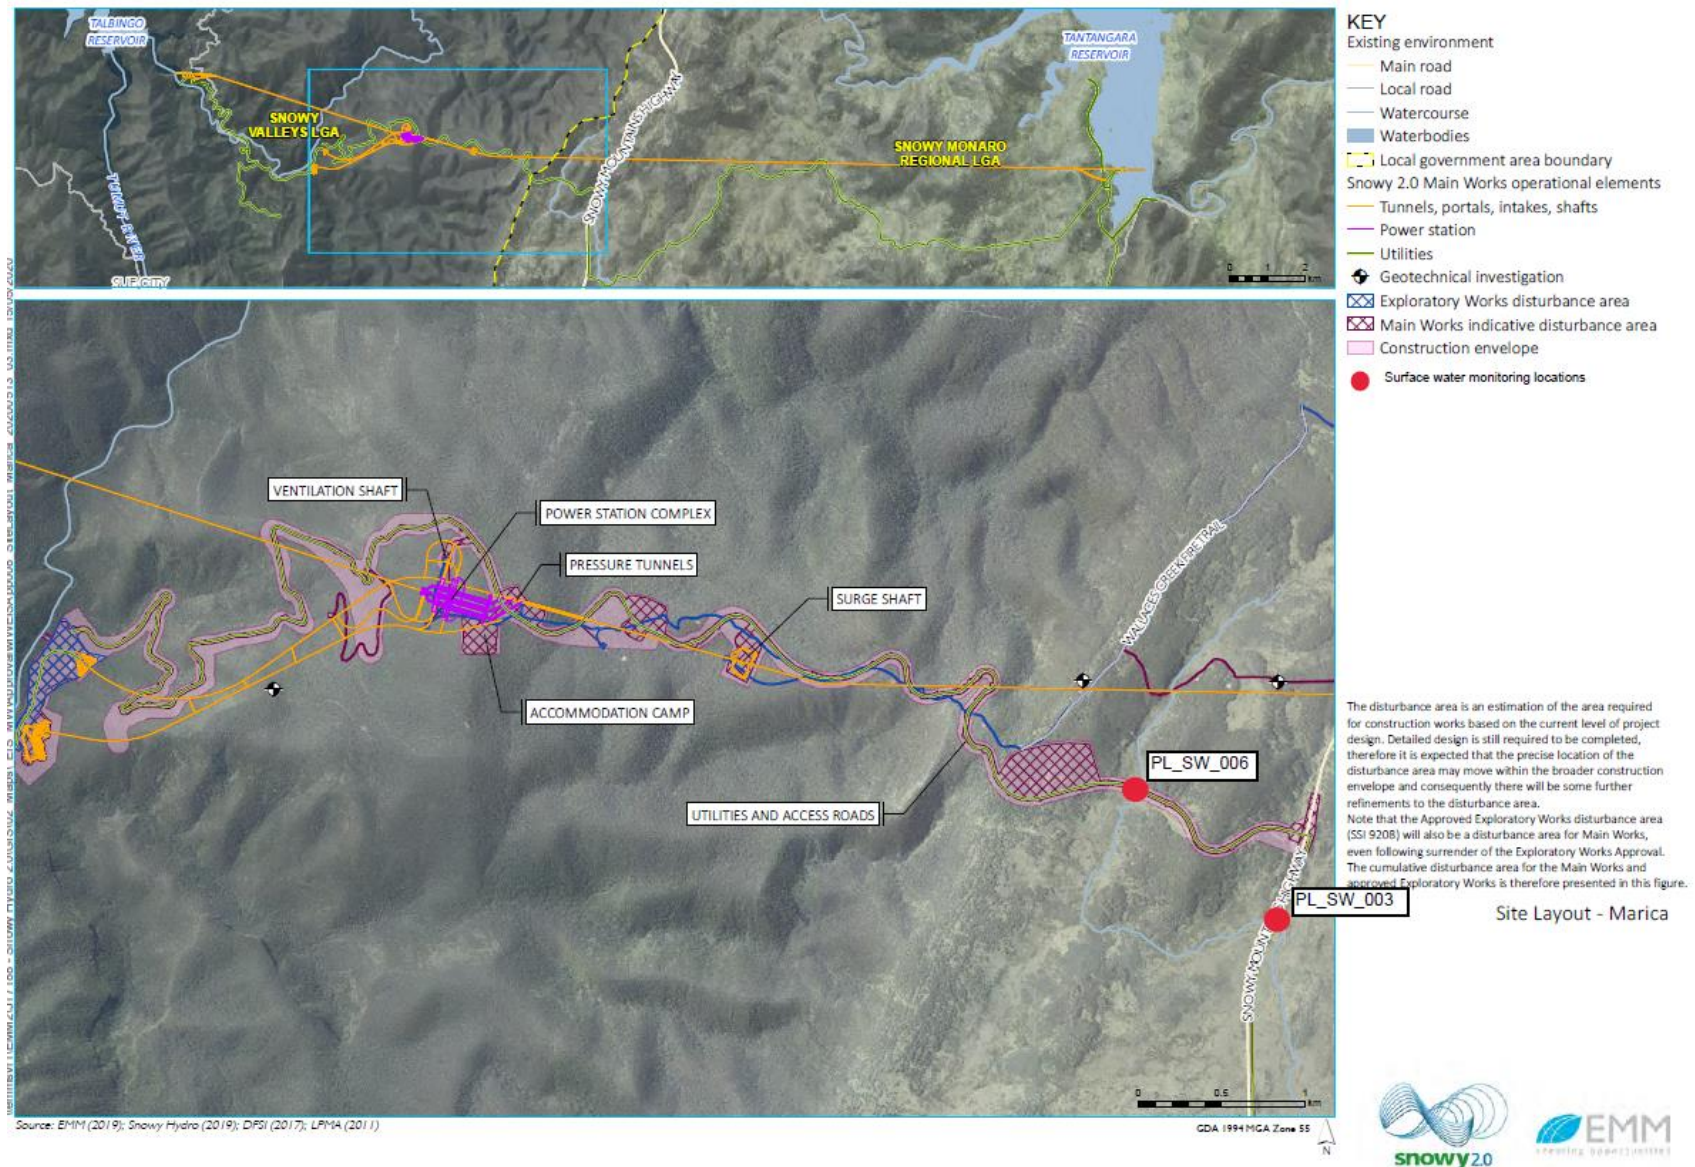 TALBINGO
RESERVOIR
TANTANGARA
RESERVOIR
SNOWY
VALLEYS LGA
SNOWY MONARO
REGIONAL LGA
SNOWY MOUNTAINS HIGHWAY
TUMUT RIVER
SUE CITY
0 1 2
km
KEY
Existing environment
Main road
Local road
Watercourse
Waterbodies
Local government area boundary
Snowy 2.0 Main Works operational elements
Tunnels, portals, intakes, shafts
Power station
Utilities
Geotechnical investigation
Exploratory Works disturbance area
Main Works indicative disturbance area
Construction envelope
Surface water monitoring locations
VENTILATION SHAFT
POWER STATION COMPLEX
PRESSURE TUNNELS
SURGE SHAFT
WALLACES CREEK FIRE TRAIL
ACCOMMODATION CAMP
PL_SW_006
UTILITIES AND ACCESS ROADS
PL_SW_003
SNOWY MOUNT
HIGHWAY
0 0.5 1
km
The disturbance area is an estimation of the area required
for construction works based on the current level of project
design. Detailed design is still required to be completed,
therefore it is expected that the precise location of the
disturbance area may move within the broader construction
envelope and consequently there will be some further
refinements to the disturbance area.
Note that the Approved Exploratory Works disturbance area
(SSI 9208) will also be a disturbance area for Main Works,
even following surrender of the Exploratory Works Approval.
The cumulative disturbance area for the Main Works and
approved Exploratory Works is therefore presented in this figure.
Site Layout - Marica
Source: EMM (2019); Snowy Hydro (2019); DFSI (2017); LPMA (2011)
GDA 1994 MGA Zone 55
N
snowy2.0
EMM
creating opportunities